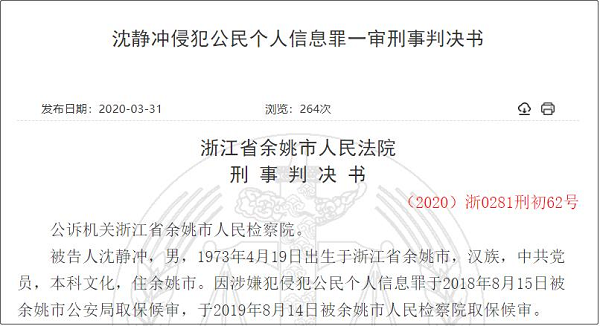 沈静冲侵犯公民个人信息罪一审刑事判决书
发布日期：2020-03-31 浏览：264次
浙江省余姚市人民法院
刑 事 判 决 书
（2020）浙0281刑初62号
公诉机关浙江省余姚市人民检察院。
被告人沈静冲，男，1973年4月19日出生于浙江省余姚市，汉族，中共党
员，本科文化，住余姚市。因涉嫌犯侵犯公民个人信息罪于2018年8月15日被
余姚市公安局取保候审，于2019年8月14日被余姚市人民检察院取保候审。